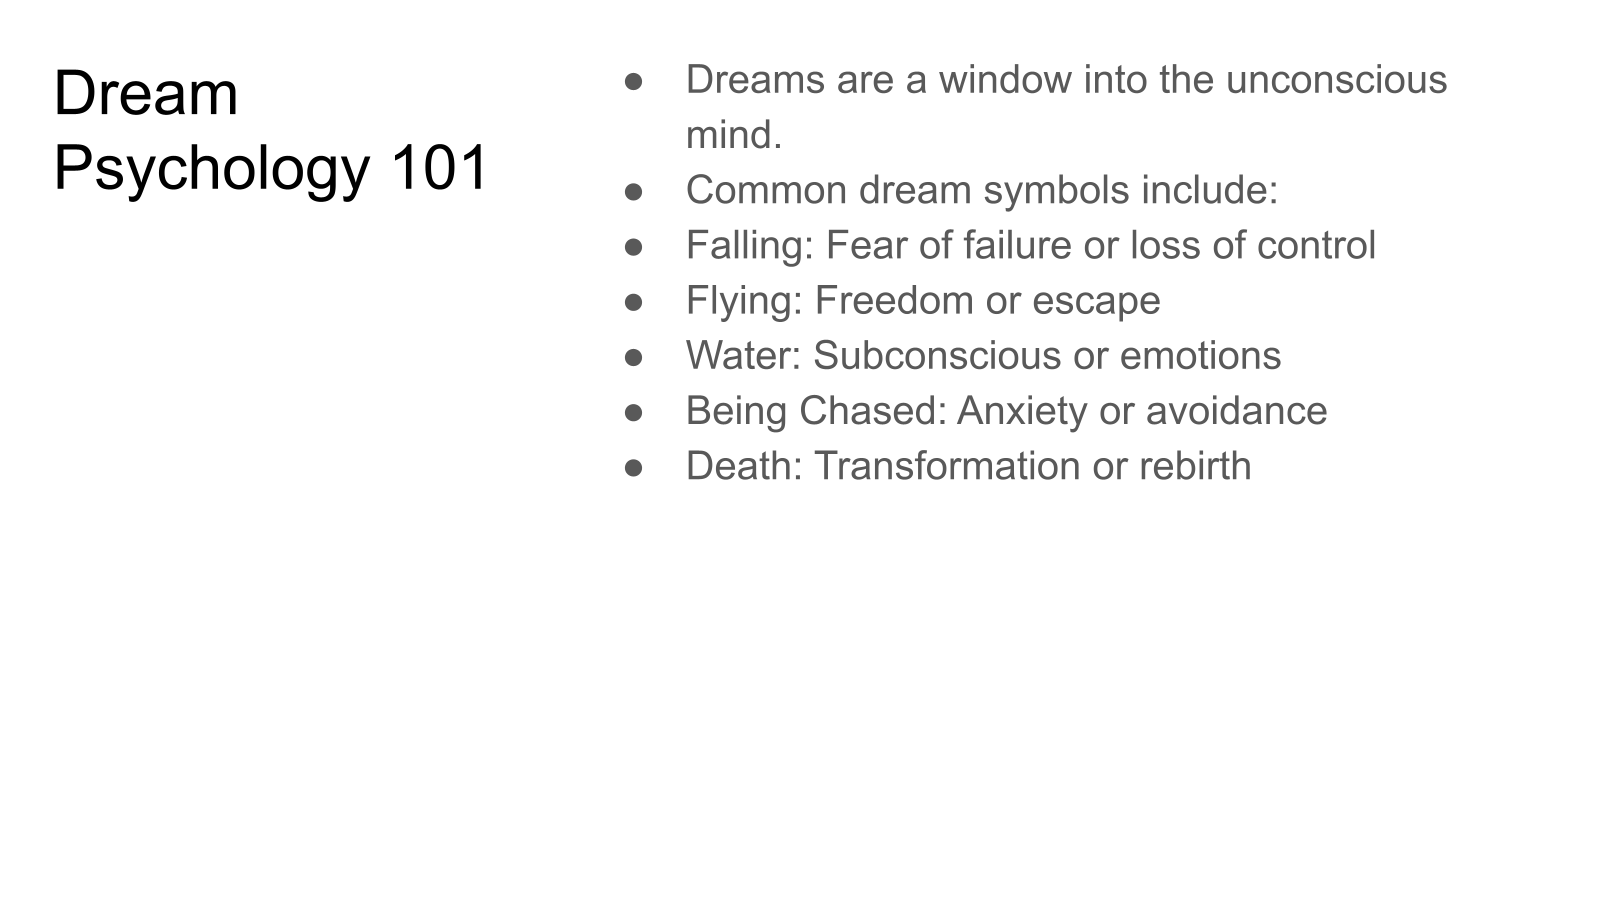 Dream
Psychology 101
● Dreams are a window into the unconscious
mind.
● Common dream symbols include:
● Falling: Fear of failure or loss of control
● Flying: Freedom or escape
● Water: Subconscious or emotions
● Being Chased: Anxiety or avoidance
● Death: Transformation or rebirth